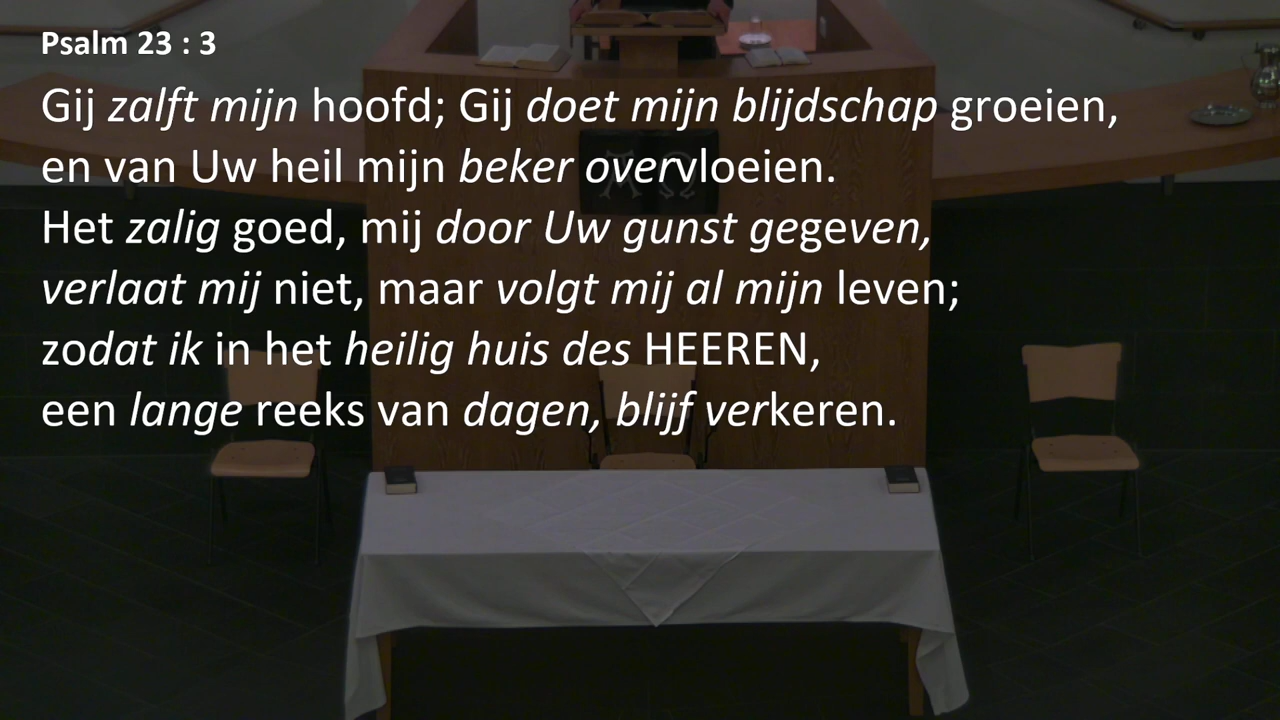 Psalm 23 : 3
Gij zalft mijn hoofd; Gij doet mijn blijdschap groeien,
en van Uw heil mijn beker overvloeien.
Het zalig goed, mij door Uw gunst gegeven,
verlaat mij niet, maar volgt mij al mijn leven;
zodat ik in het heilig huis des HEEREN,
een lange reeks van dagen, blijf verkeren.
ΑΩ